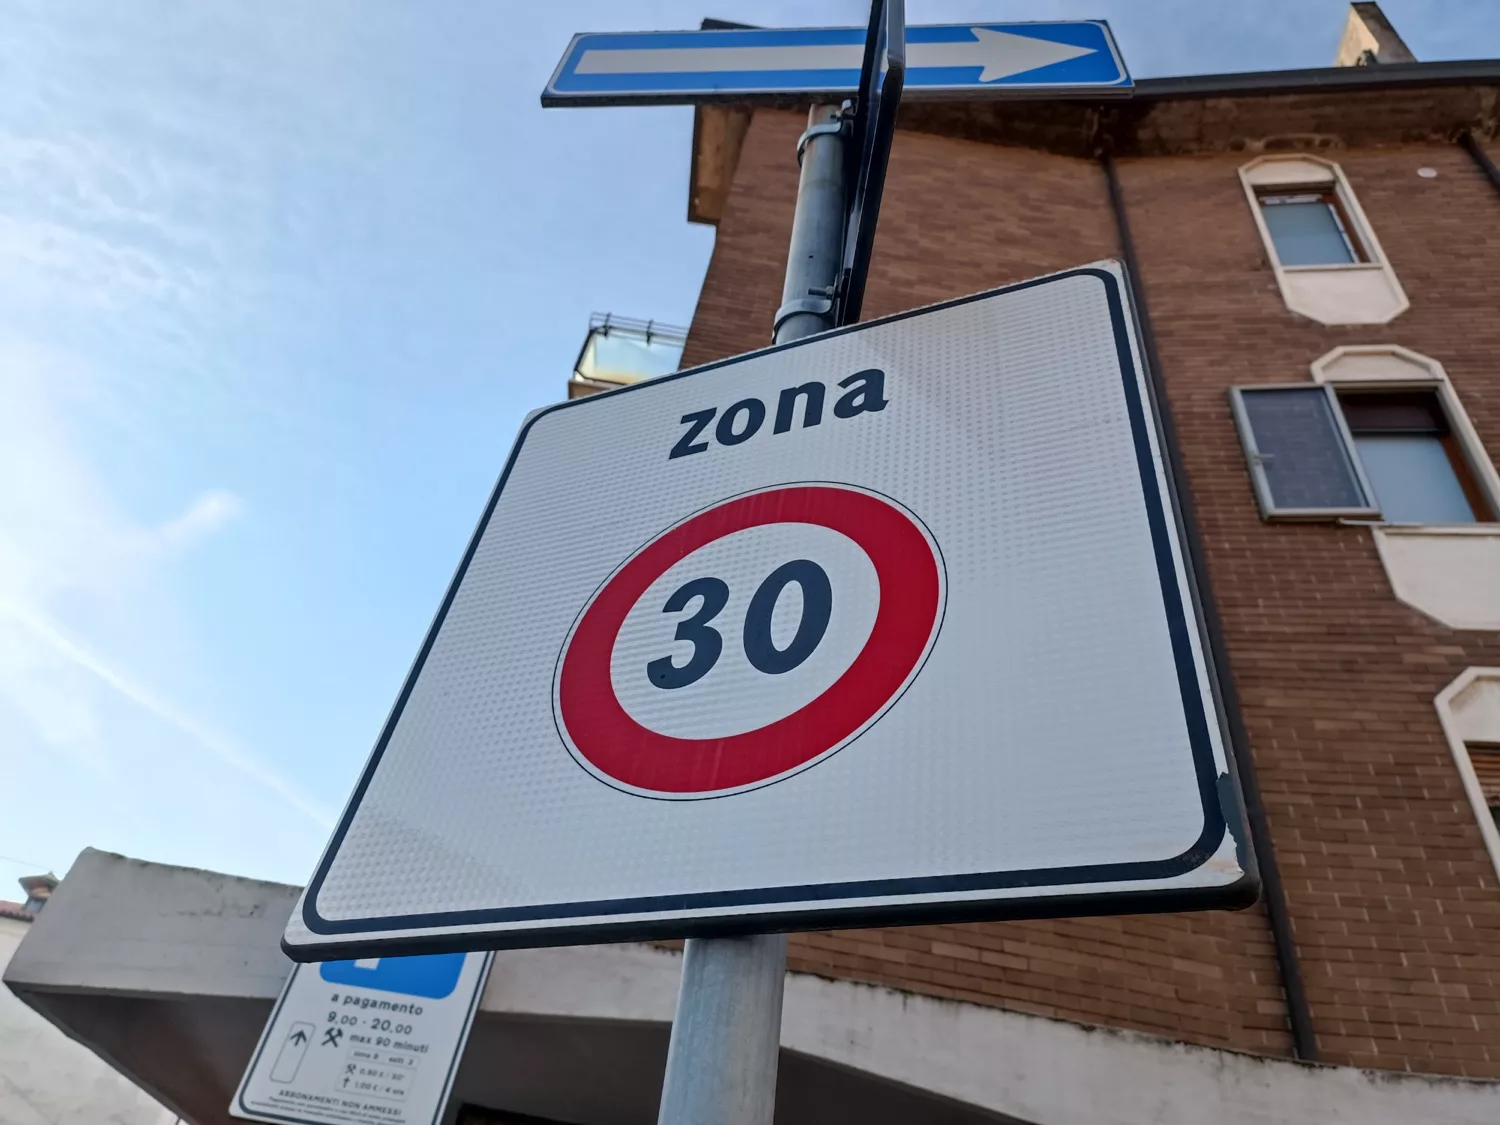 zona
30
a pagamento
9,00 - 20,00
max 90 minuti
ABBONAMENTI NON AMMESSI